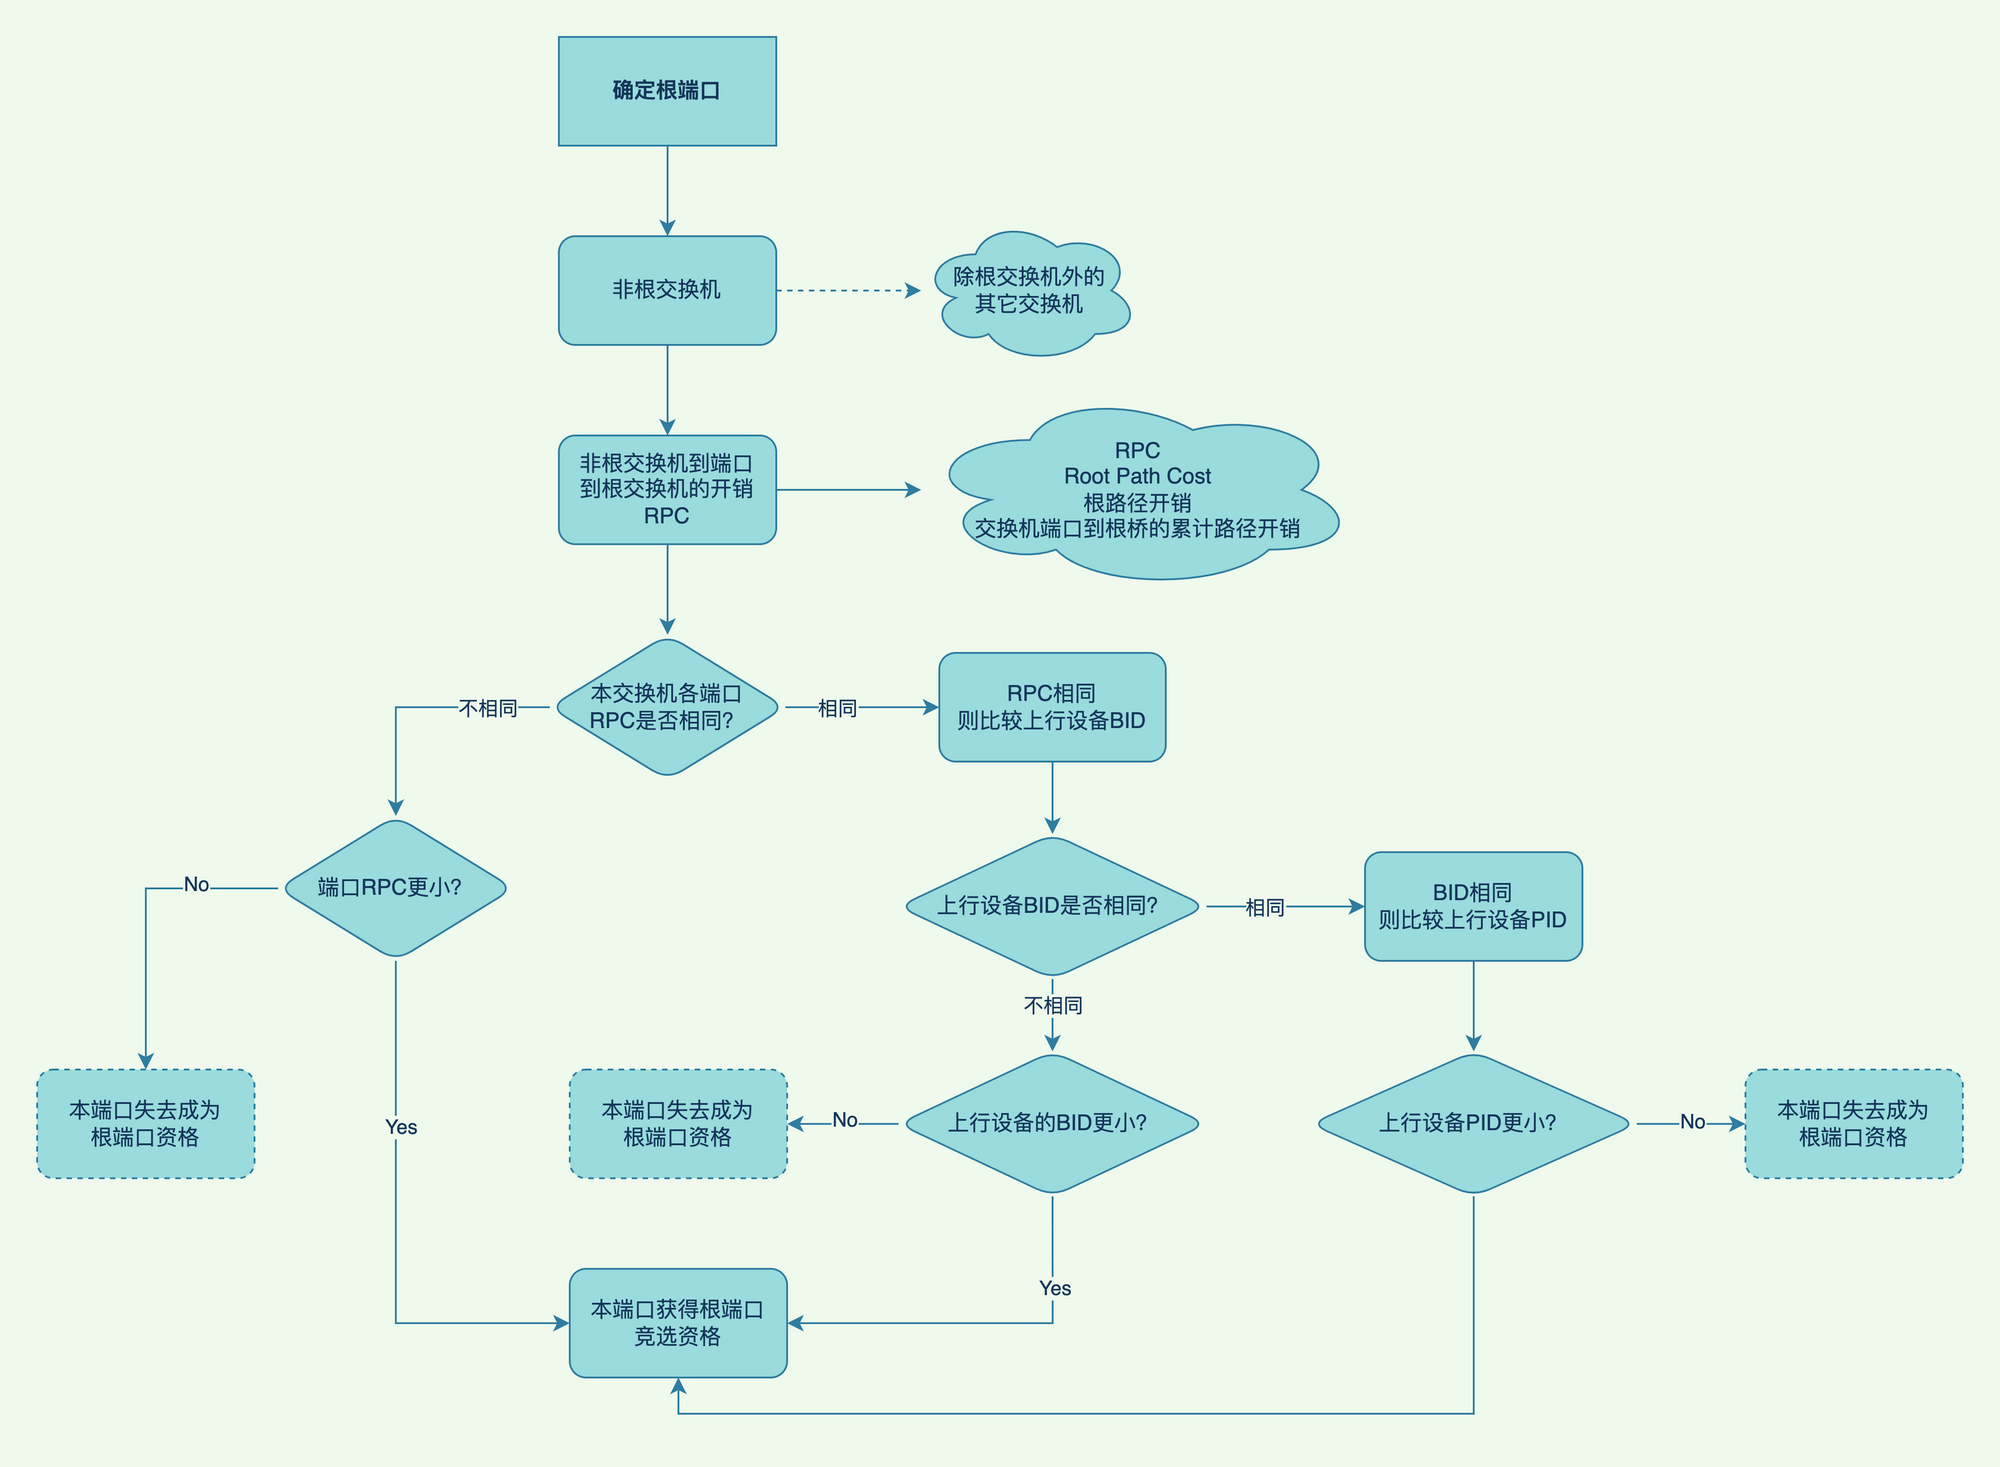 确定根端口
非根交换机
除根交换机外的
其它交换机
非根交换机到端口
到根交换机的开销
RPC
RPC
Root Path Cost
根路径开销
交换机端口到根桥的累计路径开销
本交换机各端口
RPC是否相同?
不相同
相同
RPC相同
则比较上行设备BID
端口RPC更小?
No
Yes
上行设备BID是否相同?
相同
BID相同
则比较上行设备PID
不相同
本端口失去成为
根端口资格
本端口失去成为
根端口资格
No
上行设备的BID更小?
上行设备PID更小?
No
本端口失去成为
根端口资格
Yes
本端口获得根端口
竞选资格